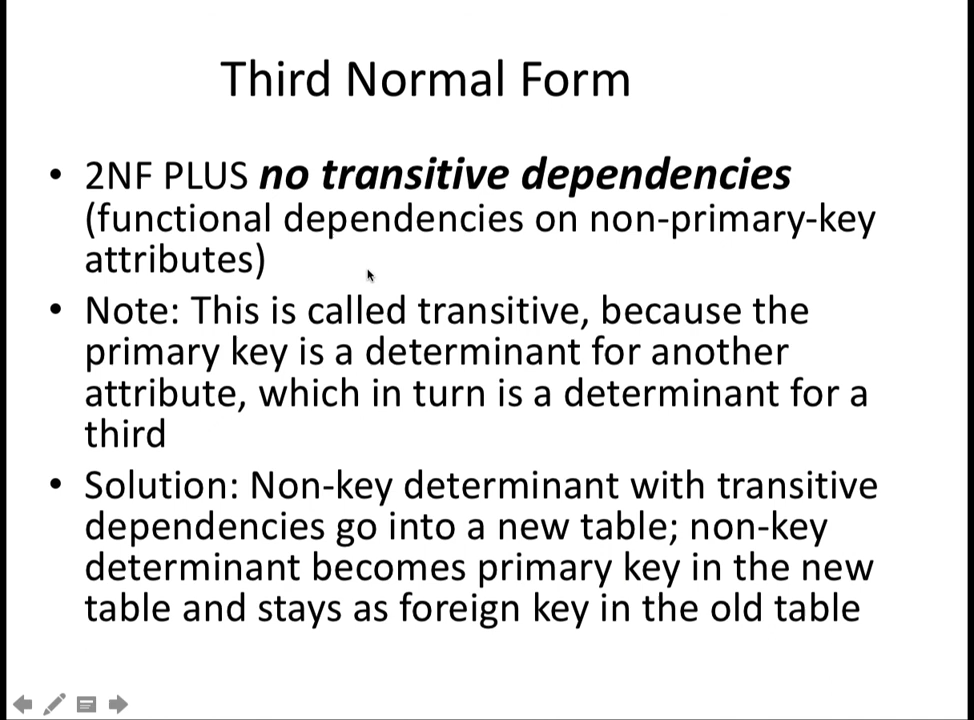 Third Normal Form
• 2NF PLUS no transitive dependencies
(functional dependencies on non-primary-key
attributes)
• Note: This is called transitive, because the
primary key is a determinant for another
attribute, which in turn is a determinant for a
third
• Solution: Non-key determinant with transitive
dependencies go into a new table; non-key
determinant becomes primary key in the new
table and stays as foreign key in the old table